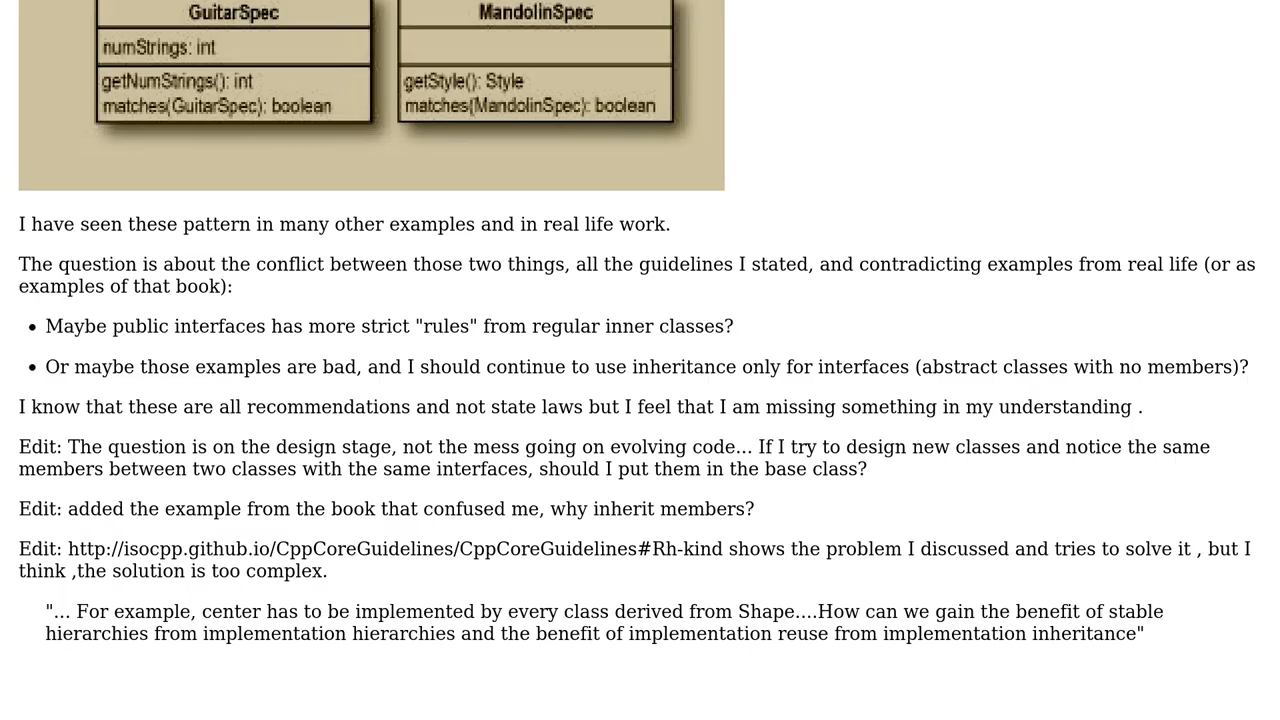 GuitarSpec
MandolinSpec
numStrings: int
getNumStrings(): int
matches(GuitarSpec): boolean
getStyle(): Style
matches(MandolinSpec): boolean
I have seen these pattern in many other examples and in real life work.
The question is about the conflict between those two things, all the guidelines I stated, and contradicting examples from real life (or as
examples of that book):
• Maybe public interfaces has more strict "rules" from regular inner classes?
• Or maybe those examples are bad, and I should continue to use inheritance only for interfaces (abstract classes with no members)?
I know that these are all recommendations and not state laws but I feel that I am missing something in my understanding .
Edit: The question is on the design stage, not the mess going on evolving code... If I try to design new classes and notice the same
members between two classes with the same interfaces, should I put them in the base class?
Edit: added the example from the book that confused me, why inherit members?
Edit: http://isocpp.github.io/CppCoreGuidelines/CppCoreGuidelines#Rh-kind shows the problem I discussed and tries to solve it , but I
think ,the solution is too complex.
"... For example, center has to be implemented by every class derived from Shape....How can we gain the benefit of stable
hierarchies from implementation hierarchies and the benefit of implementation reuse from implementation inheritance"